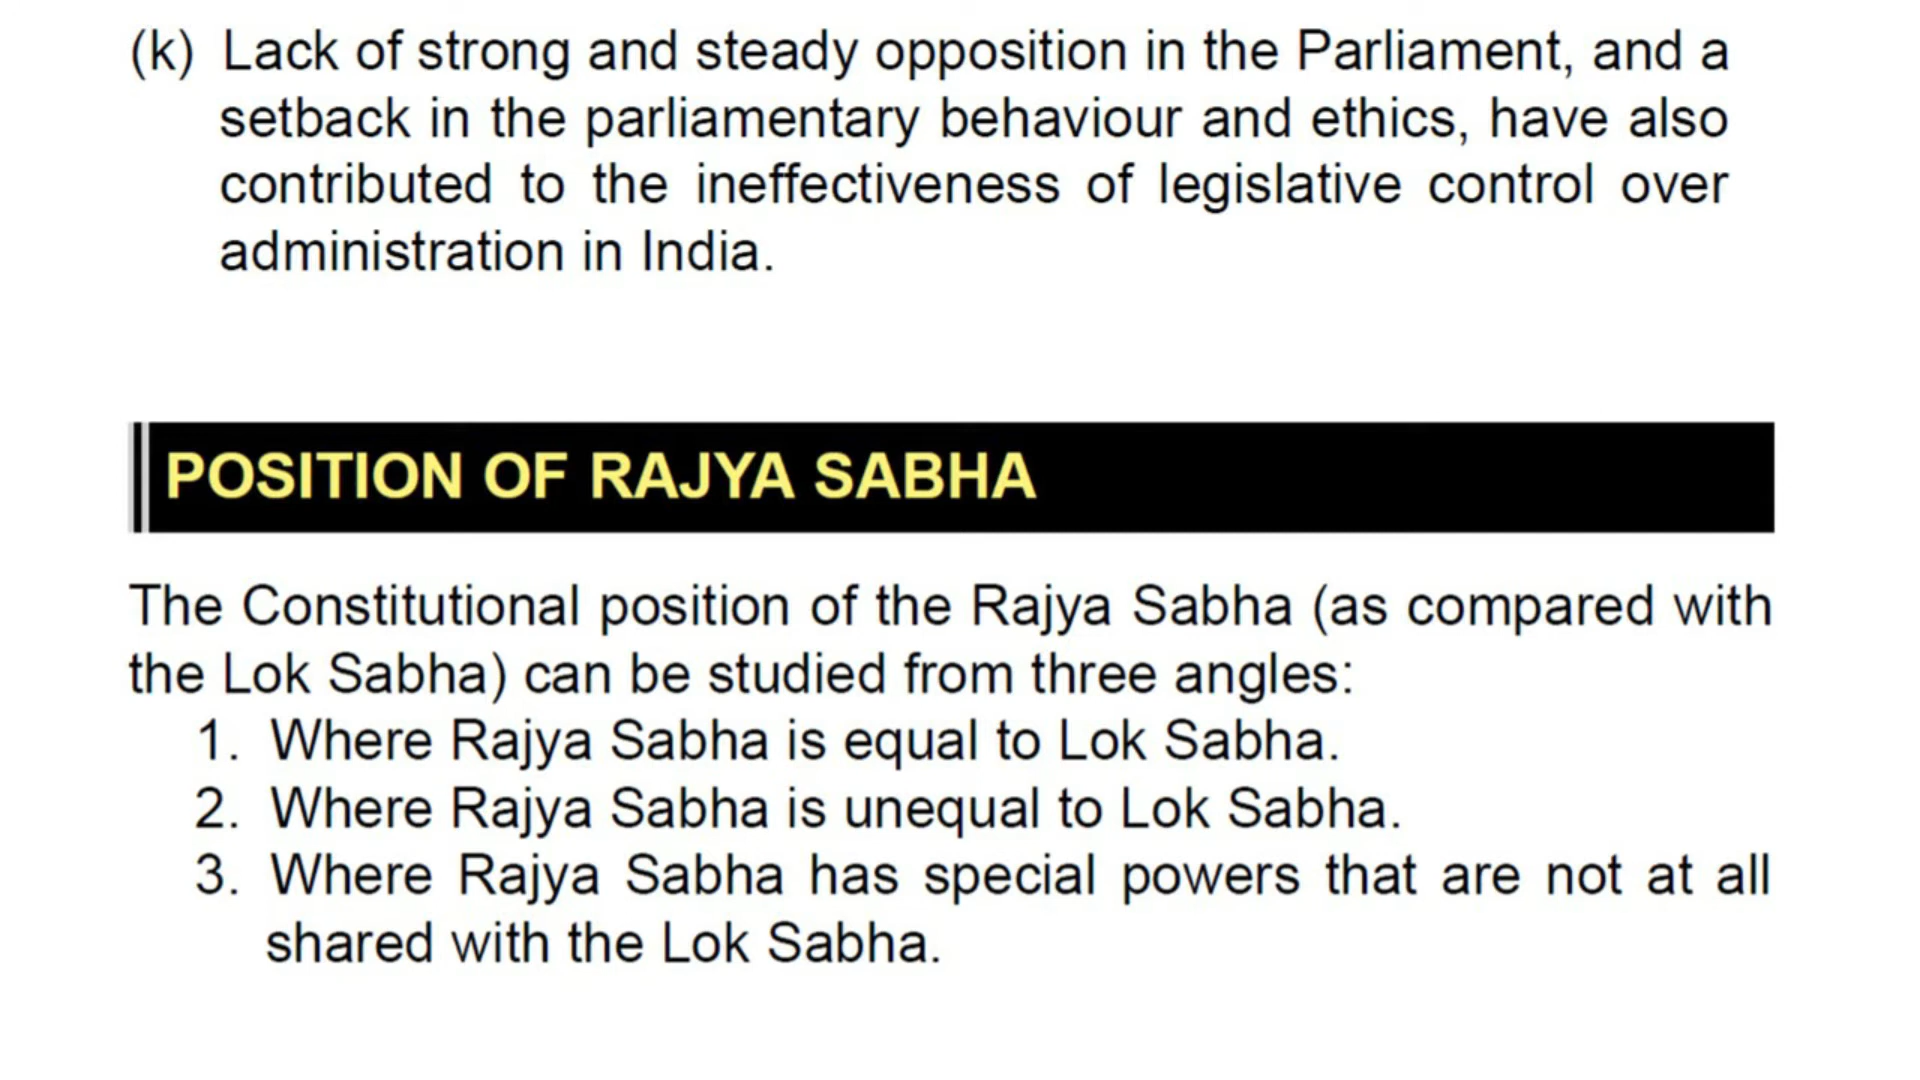 (k) Lack of strong and steady opposition in the Parliament, and a
setback in the parliamentary behaviour and ethics, have also
contributed to the ineffectiveness of legislative control over
administration in India.
POSITION OF RAJYA SABHA
The Constitutional position of the Rajya Sabha (as compared with
the Lok Sabha) can be studied from three angles:
1. Where Rajya Sabha is equal to Lok Sabha.
2. Where Rajya Sabha is unequal to Lok Sabha.
3. Where Rajya Sabha has special powers that are not at all
shared with the Lok Sabha.